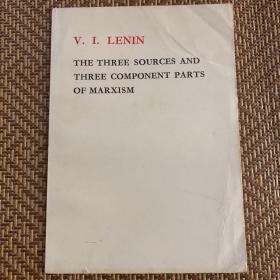 V. I. LENIN
THE THREE SOURCES AND
THREE COMPONENT PARTS
OF MARXISM